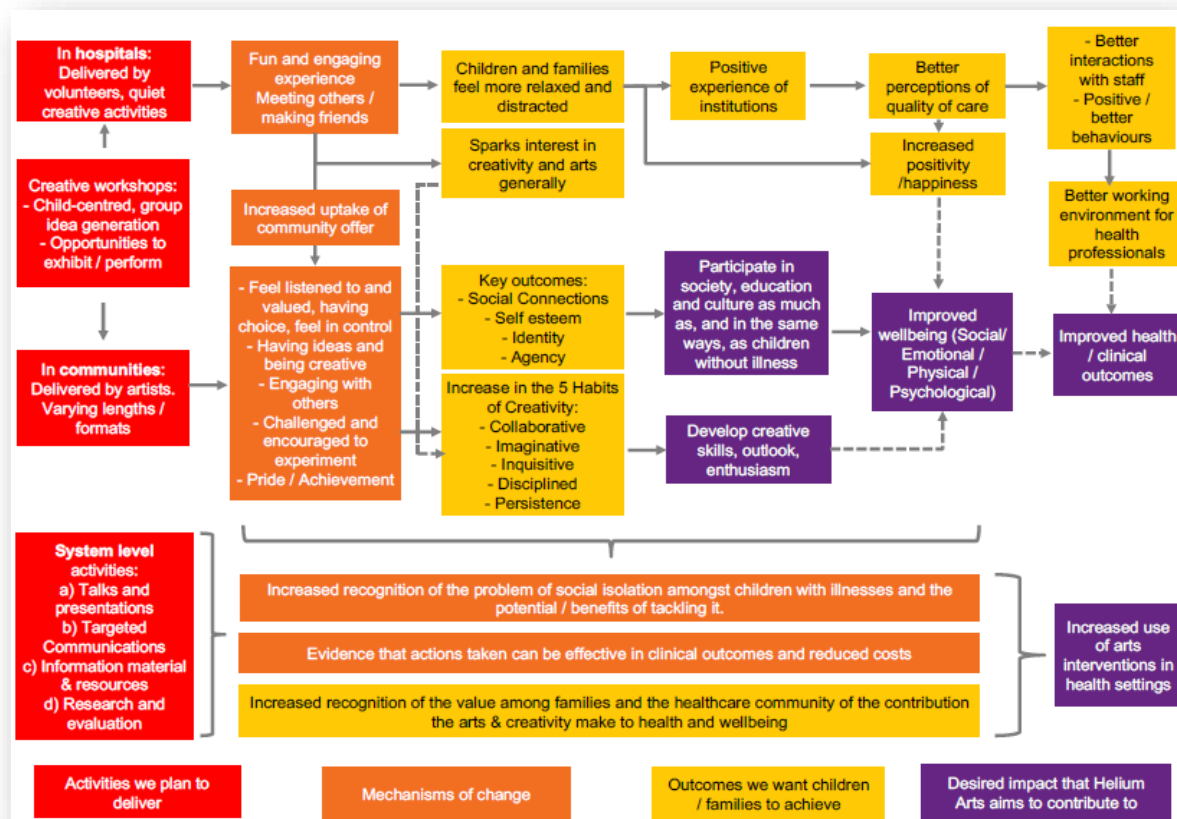 In hospitals:
Delivered by
volunteers, quiet
creative activities
Fun and engaging
experience
Meeting others /
making friends
Children and families
feel more relaxed and
distracted
Positive
experience of
institutions
Better
perceptions of
quality of care
- Better
interactions
with staff
- Positive /
better
behaviours
Sparks interest in
creativity and arts
generally
Increased
positivity
/happiness
Creative workshops:
- Child-centred, group
idea generation
- Opportunities to
exhibit / perform
Increased uptake of
community offer
Better working
environment for
health
professionals
- Feel listened to and
valued, having
choice, feel in control
- Having ideas and
being creative
- Engaging with
others
- Challenged and
encouraged to
experiment
- Pride / Achievement
Key outcomes:
- Social Connections
- Self esteem
- Identity
- Agency
Participate in
society, education
and culture as much
as, and in the same
ways, as children
without illness
Improved
wellbeing (Social/
Emotional /
Physical /
Psychological)
Improved health
/ clinical
outcomes
In communities:
Delivered by artists.
Varying lengths /
formats
Increase in the 5 Habits
of Creativity:
- Collaborative
- Imaginative
- Inquisitive
- Disciplined
- Persistence
Develop creative
skills, outlook,
enthusiasm
System level
activities:
a) Talks and
presentations
b) Targeted
Communications
c) Information material
& resources
d) Research and
evaluation
Increased recognition of the problem of social isolation amongst children with illnesses and the
potential / benefits of tackling it.
Evidence that actions taken can be effective in clinical outcomes and reduced costs
Increased recognition of the value among families and the healthcare community of the contribution
the arts & creativity make to health and wellbeing
Increased use
of arts
interventions in
health settings
Activities we plan to
deliver
Mechanisms of change
Outcomes we want children
/ families to achieve
Desired impact that Helium
Arts aims to contribute to